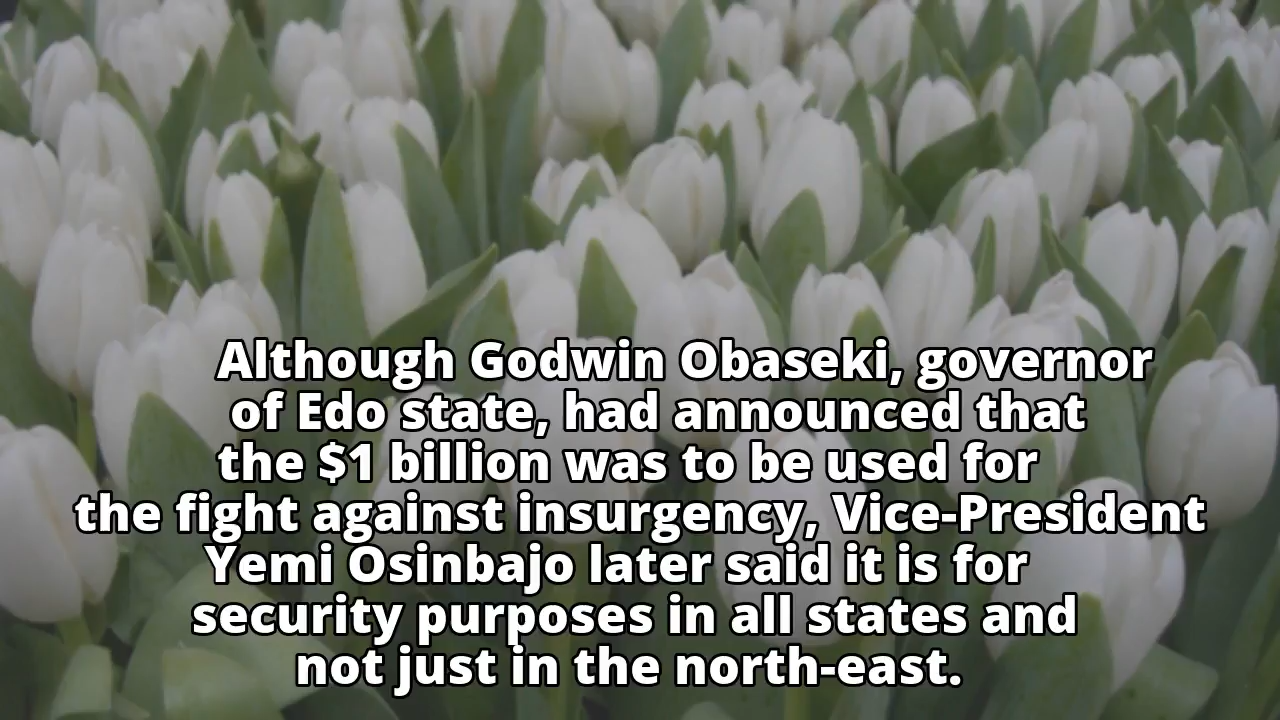 Although Godwin Obaseki, governor
of Edo state, had announced that
the $1 billion was to be used for
the fight against insurgency, Vice-President
Yemi Osinbajo later said it is for
security purposes in all states and
not just in the north-east.